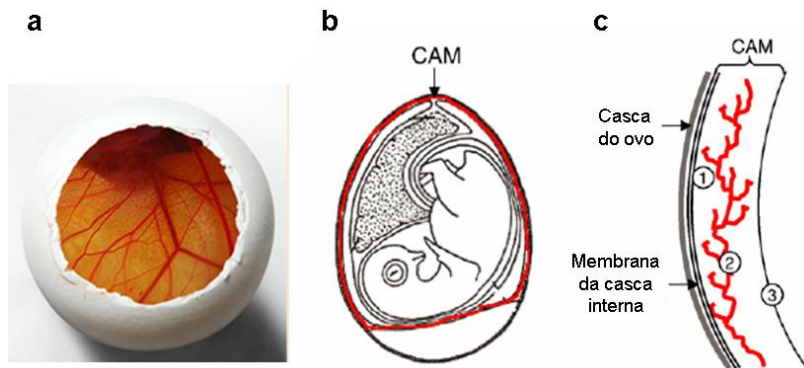 a
b
c
CAM
CAM
Casca
do ovo
1
2
Membrana
da casca
interna
3